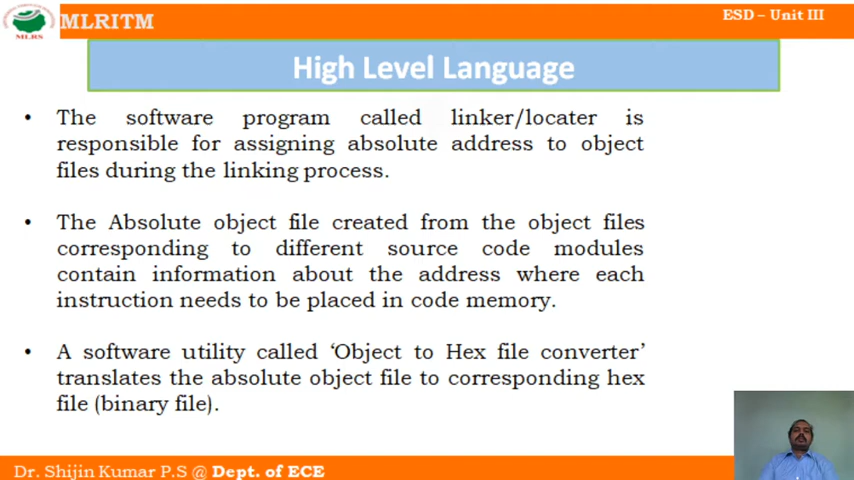 MLRITM
ESD – Unit III
MLRS
High Level Language
• The software program called linker/locater is
responsible for assigning absolute address to object
files during the linking process.
• The Absolute object file created from the object files
corresponding to different source code modules
contain information about the address where each
instruction needs to be placed in code memory.
• A software utility called ‘Object to Hex file converter’
translates the absolute object file to corresponding hex
file (binary file).
Dr. Shijin Kumar P.S @ Dept. of ECE